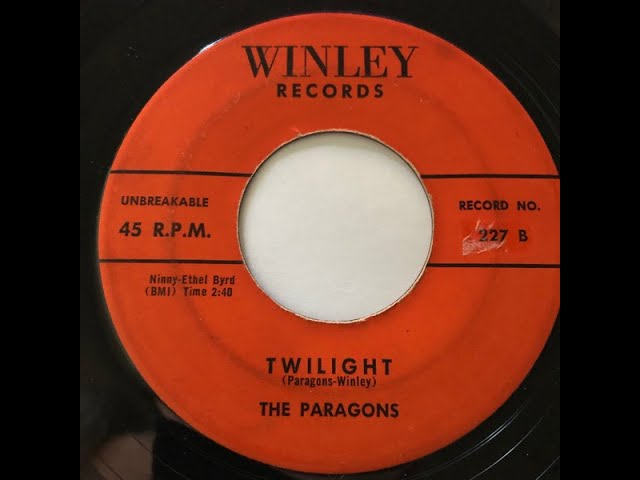 WINLEY
RECORDS
UNBREAKABLE
45 R.P.M.
RECORD NO.
227 B
Ninny-Ethel Byrd
(BMI) Time 2:40
TWILIGHT
(Paragons-Winley)
THE PARAGONS